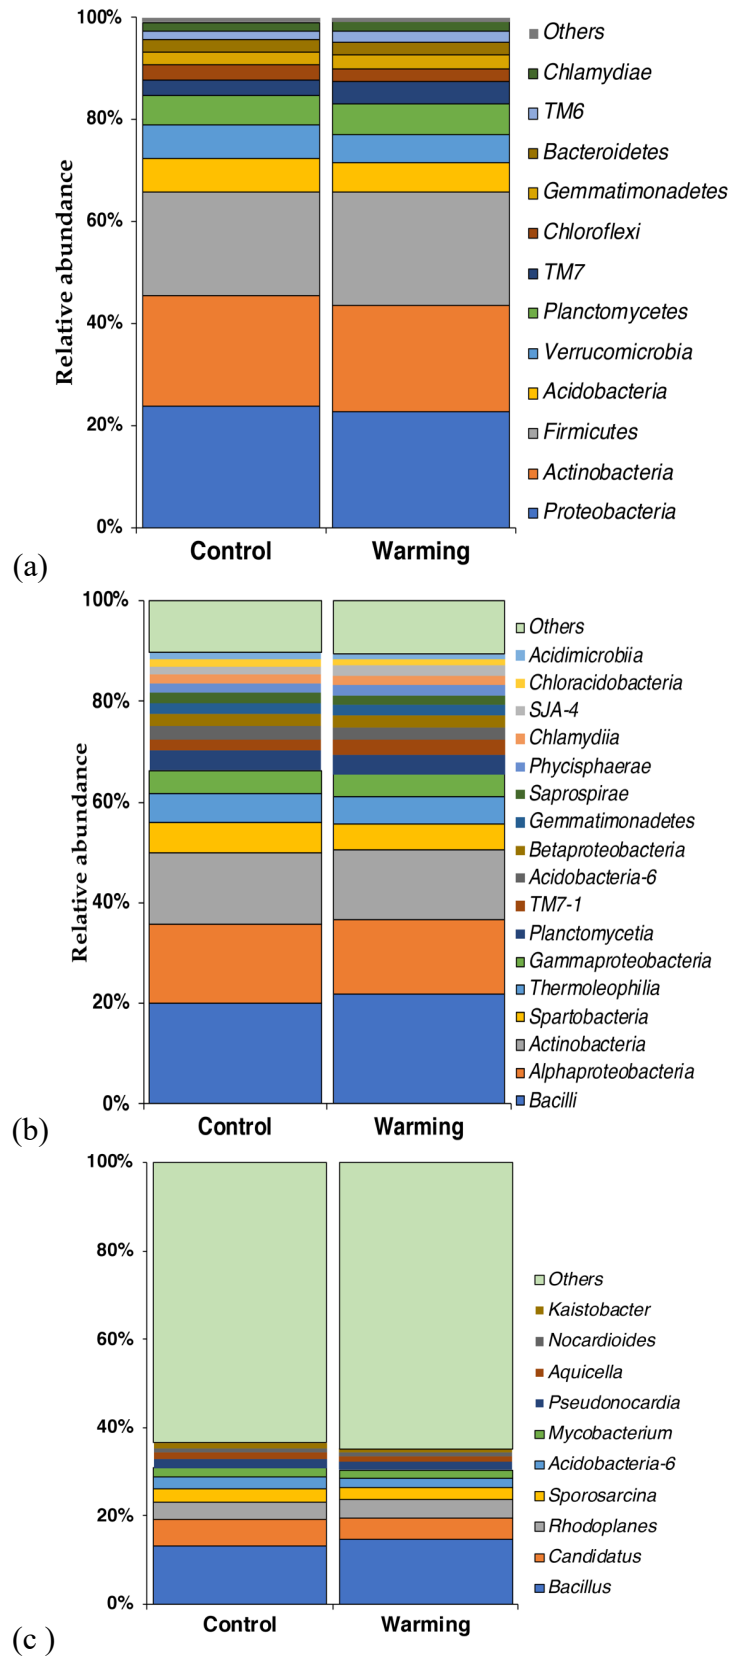 100%
80%
60%
40%
20%
0%
Relative abundance
Control
Warming
Others
Chlamydiae
TM6
Bacteroidetes
Gemmatimonadetes
Chloroflexi
TM7
Planctomycetes
Verrucomicrobia
Acidobacteria
Firmicutes
Actinobacteria
Proteobacteria
(a)
100%
80%
60%
40%
20%
0%
Relative abundance
Control
Warming
Others
Acidimicrobiia
Chloracidobacteria
SJA-4
Chlamydiia
Phycisphaerae
Saprospirae
Gemmatimonadetes
Betaproteobacteria
Acidobacteria-6
TM7-1
Planctomycetia
Gammaproteobacteria
Thermoleophilia
Spartobacteria
Actinobacteria
Alphaproteobacteria
Bacilli
(b)
100%
80%
60%
40%
20%
0%
Control
Warming
Others
Kaistobacter
Nocardioides
Aquicella
Pseudonocardia
Mycobacterium
Acidobacteria-6
Sporosarcina
Rhodoplanes
Candidatus
Bacillus
(c )